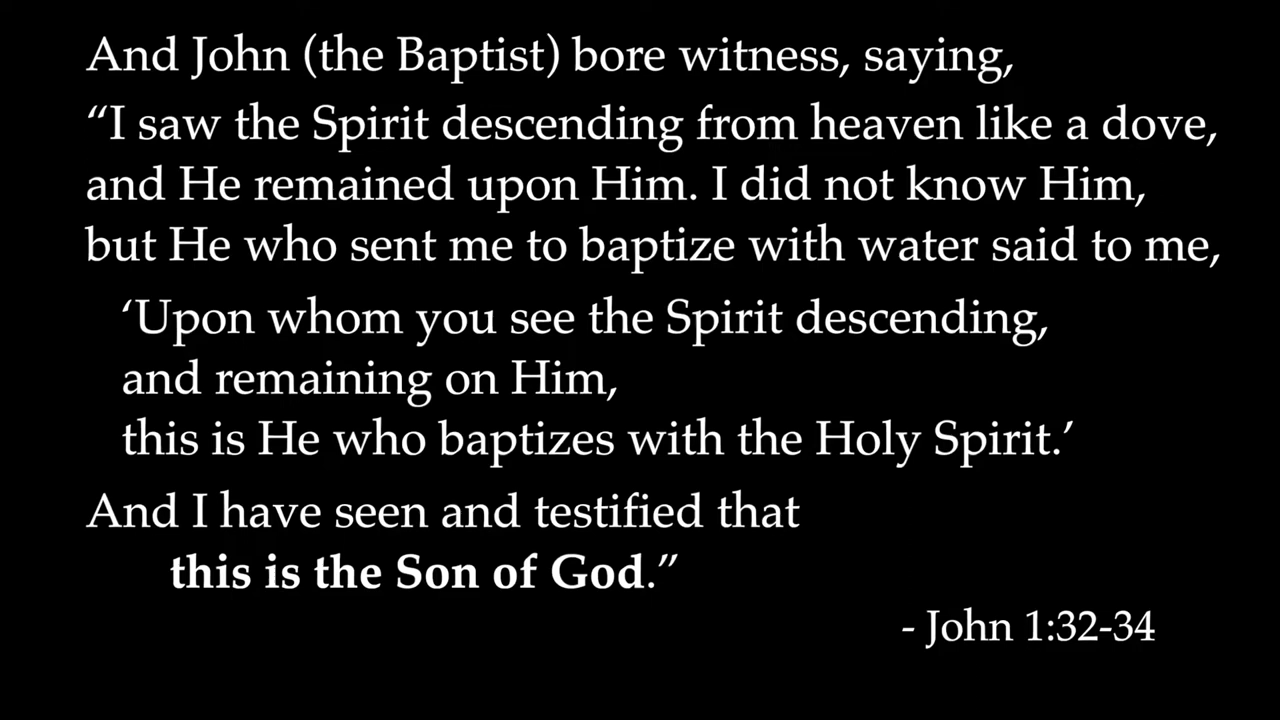 And John (the Baptist) bore witness, saying,
“I saw the Spirit descending from heaven like a dove,
and He remained upon Him. I did not know Him,
but He who sent me to baptize with water said to me,
‘Upon whom you see the Spirit descending,
and remaining on Him,
this is He who baptizes with the Holy Spirit.’
And I have seen and testified that
this is the Son of God.”
- John 1:32-34